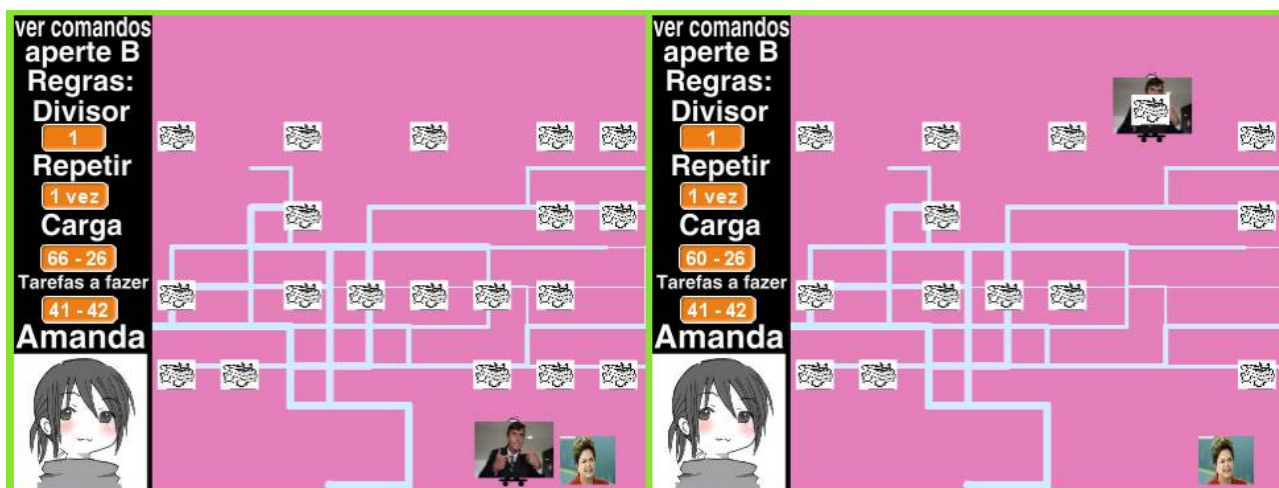 ver comandos
aperte B
Regras:
Divisor
1
Repetir
1 vez
Carga
66 - 26
Tarefas a fazer
41 - 42
Amanda
ver comandos
aperte B
Regras:
Divisor
1
Repetir
1 vez
Carga
60 - 26
Tarefas a fazer
41 - 42
Amanda